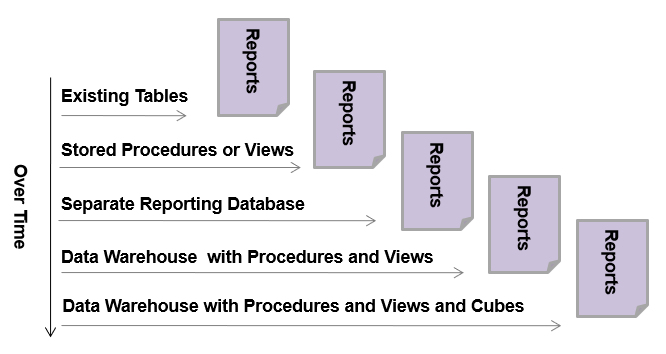 Reports
Existing Tables
Reports
Stored Procedures or Views
Reports
Separate Reporting Database
Reports
Data Warehouse  with Procedures and Views
Reports
Data Warehouse with Procedures and Views and Cubes
Over Time